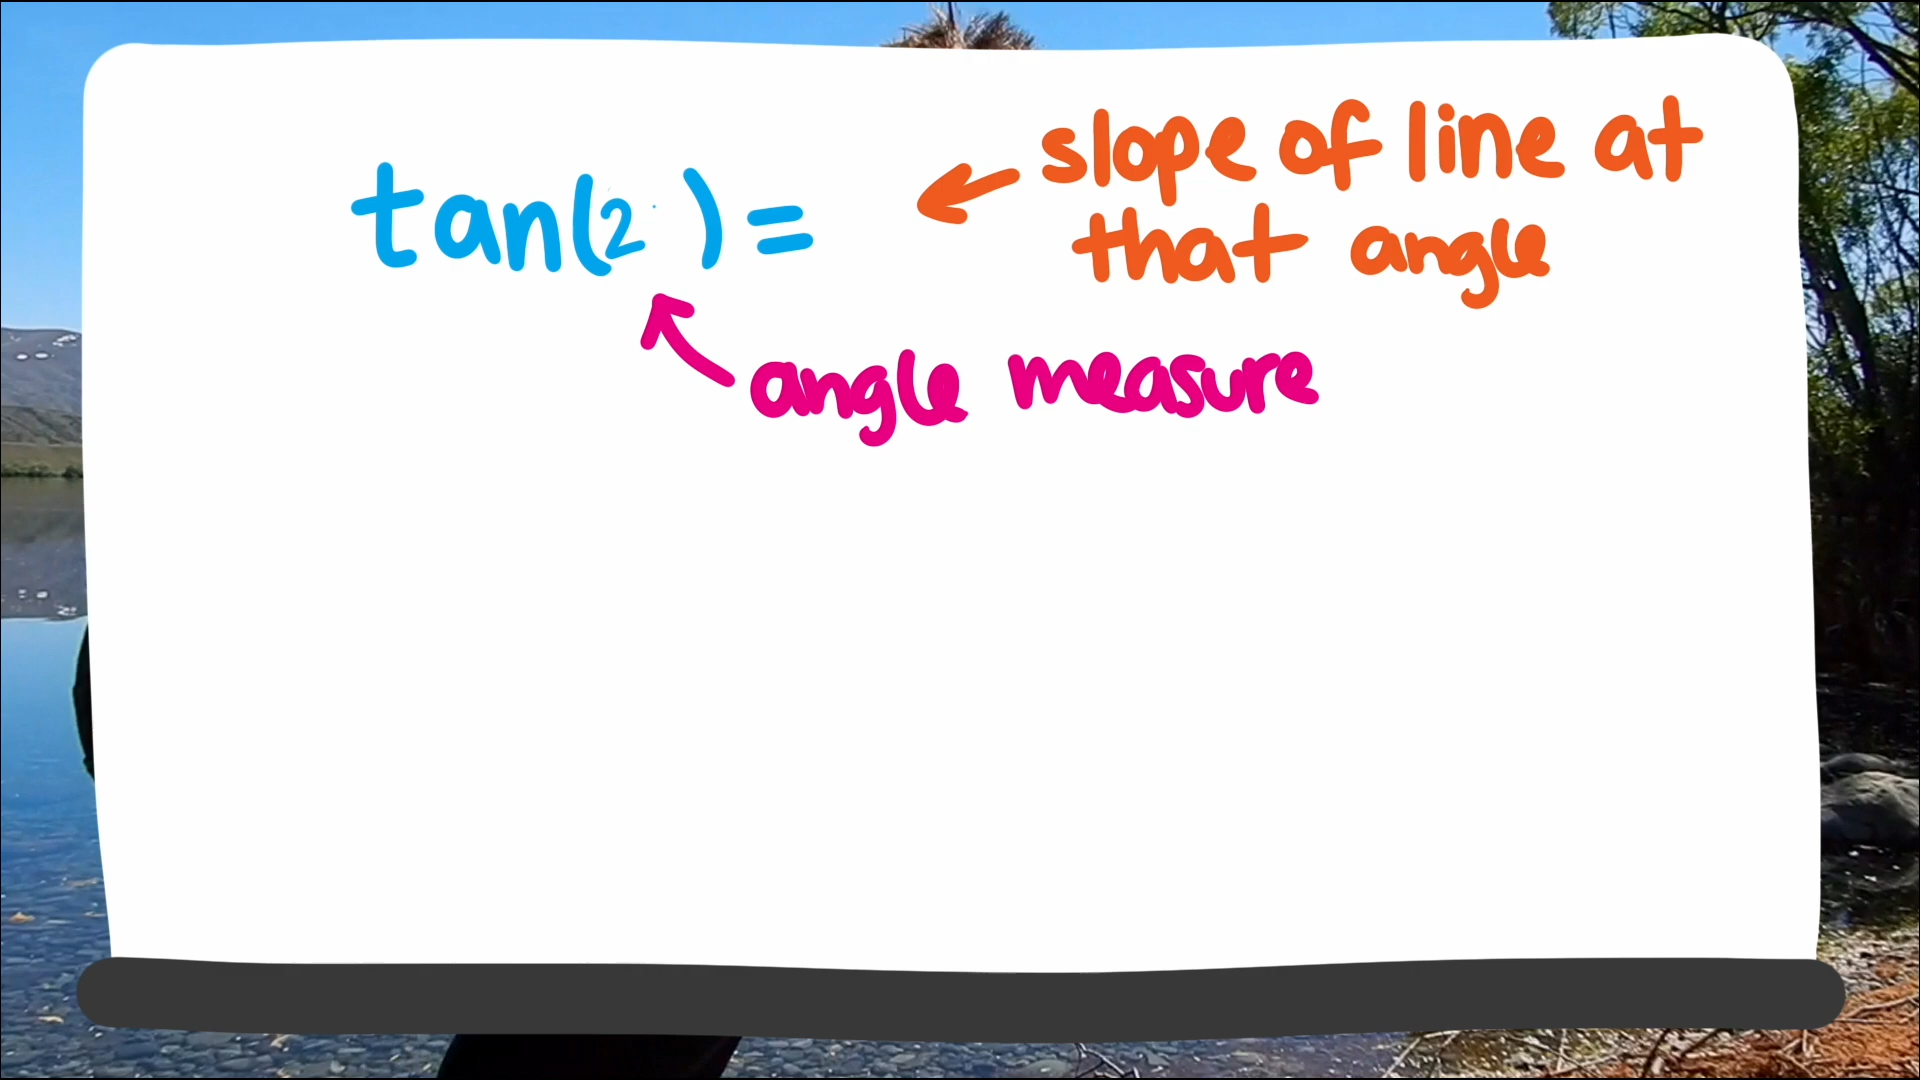 tan(2 ) =
slope of line at
that angle
angle measure